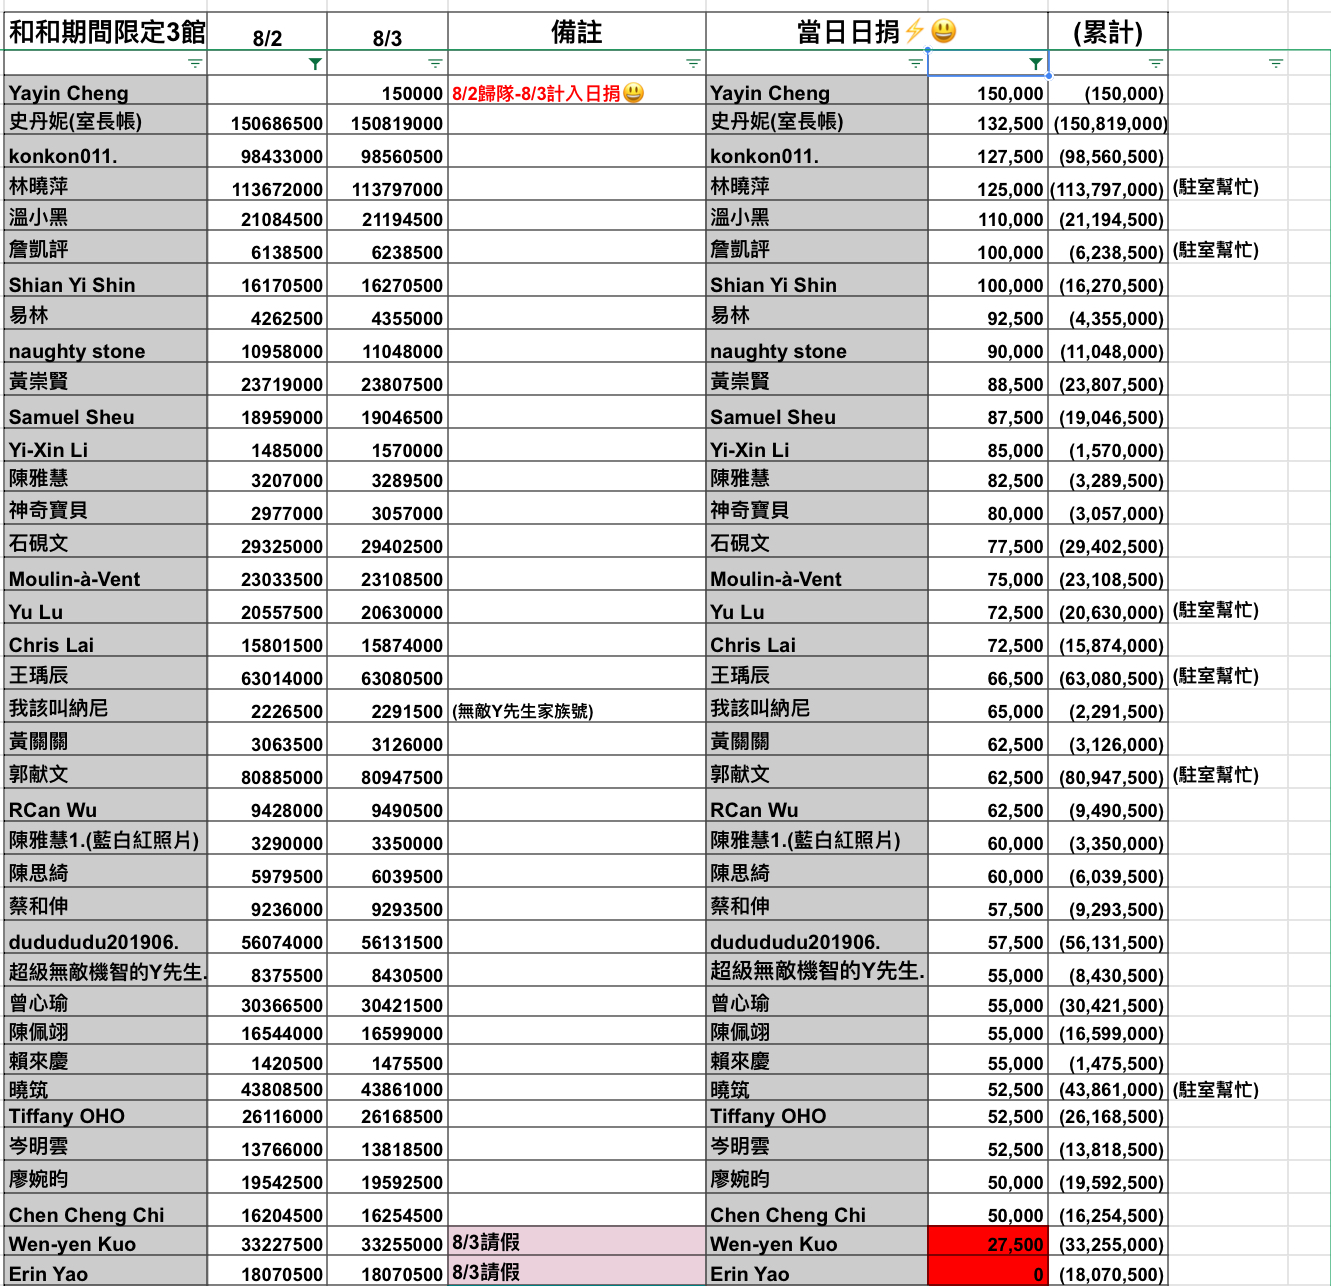 和和期間限定3館 8/2 8/3 備註 當日日捐⚡😃 (累計)
Yayin Cheng 150000 8/2歸隊-8/3計入日捐😃 Yayin Cheng 150,000 (150,000)
史丹妮(室長帳) 150686500 150819000 史丹妮(室長帳) 132,500 (150,819,000)
konkon011. 98433000 98560500 konkon011. 127,500 (98,560,500)
林曉萍 113672000 113797000 林曉萍 125,000 (113,797,000) (駐室幫忙)
溫小黑 21084500 21194500 溫小黑 110,000 (21,194,500)
詹凱評 6138500 6238500 詹凱評 100,000 (6,238,500) (駐室幫忙)
Shian Yi Shin 16170500 16270500 Shian Yi Shin 100,000 (16,270,500)
易林 4262500 4355000 易林 92,500 (4,355,000)
naughty stone 10958000 11048000 naughty stone 90,000 (11,048,000)
黃崇賢 23719000 23807500 黃崇賢 88,500 (23,807,500)
Samuel Sheu 18959000 19046500 Samuel Sheu 87,500 (19,046,500)
Yi-Xin Li 1485000 1570000 Yi-Xin Li 85,000 (1,570,000)
陳雅慧 3207000 3289500 陳雅慧 82,500 (3,289,500)
神奇寶貝 2977000 3057000 神奇寶貝 80,000 (3,057,000)
石硯文 29325000 29402500 石硯文 77,500 (29,402,500)
Moulin-à-Vent 23033500 23108500 Moulin-à-Vent 75,000 (23,108,500)
Yu Lu 20557500 20630000 Yu Lu 72,500 (20,630,000) (駐室幫忙)
Chris Lai 15801500 15874000 Chris Lai 72,500 (15,874,000)
王瑀辰 63014000 63080500 王瑀辰 66,500 (63,080,500) (駐室幫忙)
我該叫納尼 2226500 2291500 (無敵Y先生家族號) 我該叫納尼 65,000 (2,291,500)
黃關關 3063500 3126000 黃關關 62,500 (3,126,000)
郭献文 80885000 80947500 郭献文 62,500 (80,947,500) (駐室幫忙)
RCan Wu 9428000 9490500 RCan Wu 62,500 (9,490,500)
陳雅慧1.(藍白紅照片) 3290000 3350000 陳雅慧1.(藍白紅照片) 60,000 (3,350,000)
陳思綺 5979500 6039500 陳思綺 60,000 (6,039,500)
蔡和伸 9236000 9293500 蔡和伸 57,500 (9,293,500)
dudududu201906. 56074000 56131500 dudududu201906. 57,500 (56,131,500)
超級無敵機智的Y先生. 8375500 8430500 超級無敵機智的Y先生. 55,000 (8,430,500)
曾心瑜 30366500 30421500 曾心瑜 55,000 (30,421,500)
陳佩翊 16544000 16599000 陳佩翊 55,000 (16,599,000)
賴來慶 1420500 1475500 賴來慶 55,000 (1,475,500)
曉筑 43808500 43861000 曉筑 52,500 (43,861,000) (駐室幫忙)
Tiffany OHO 26116000 26168500 Tiffany OHO 52,500 (26,168,500)
岑明雲 13766000 13818500 岑明雲 52,500 (13,818,500)
廖婉昀 19542500 19592500 廖婉昀 50,000 (19,592,500)
Chen Cheng Chi 16204500 16254500 Chen Cheng Chi 50,000 (16,254,500)
Wen-yen Kuo 33227500 33255000 8/3請假 Wen-yen Kuo 27,500 (33,255,000)
Erin Yao 18070500 18070500 8/3請假 Erin Yao 0 (18,070,500)